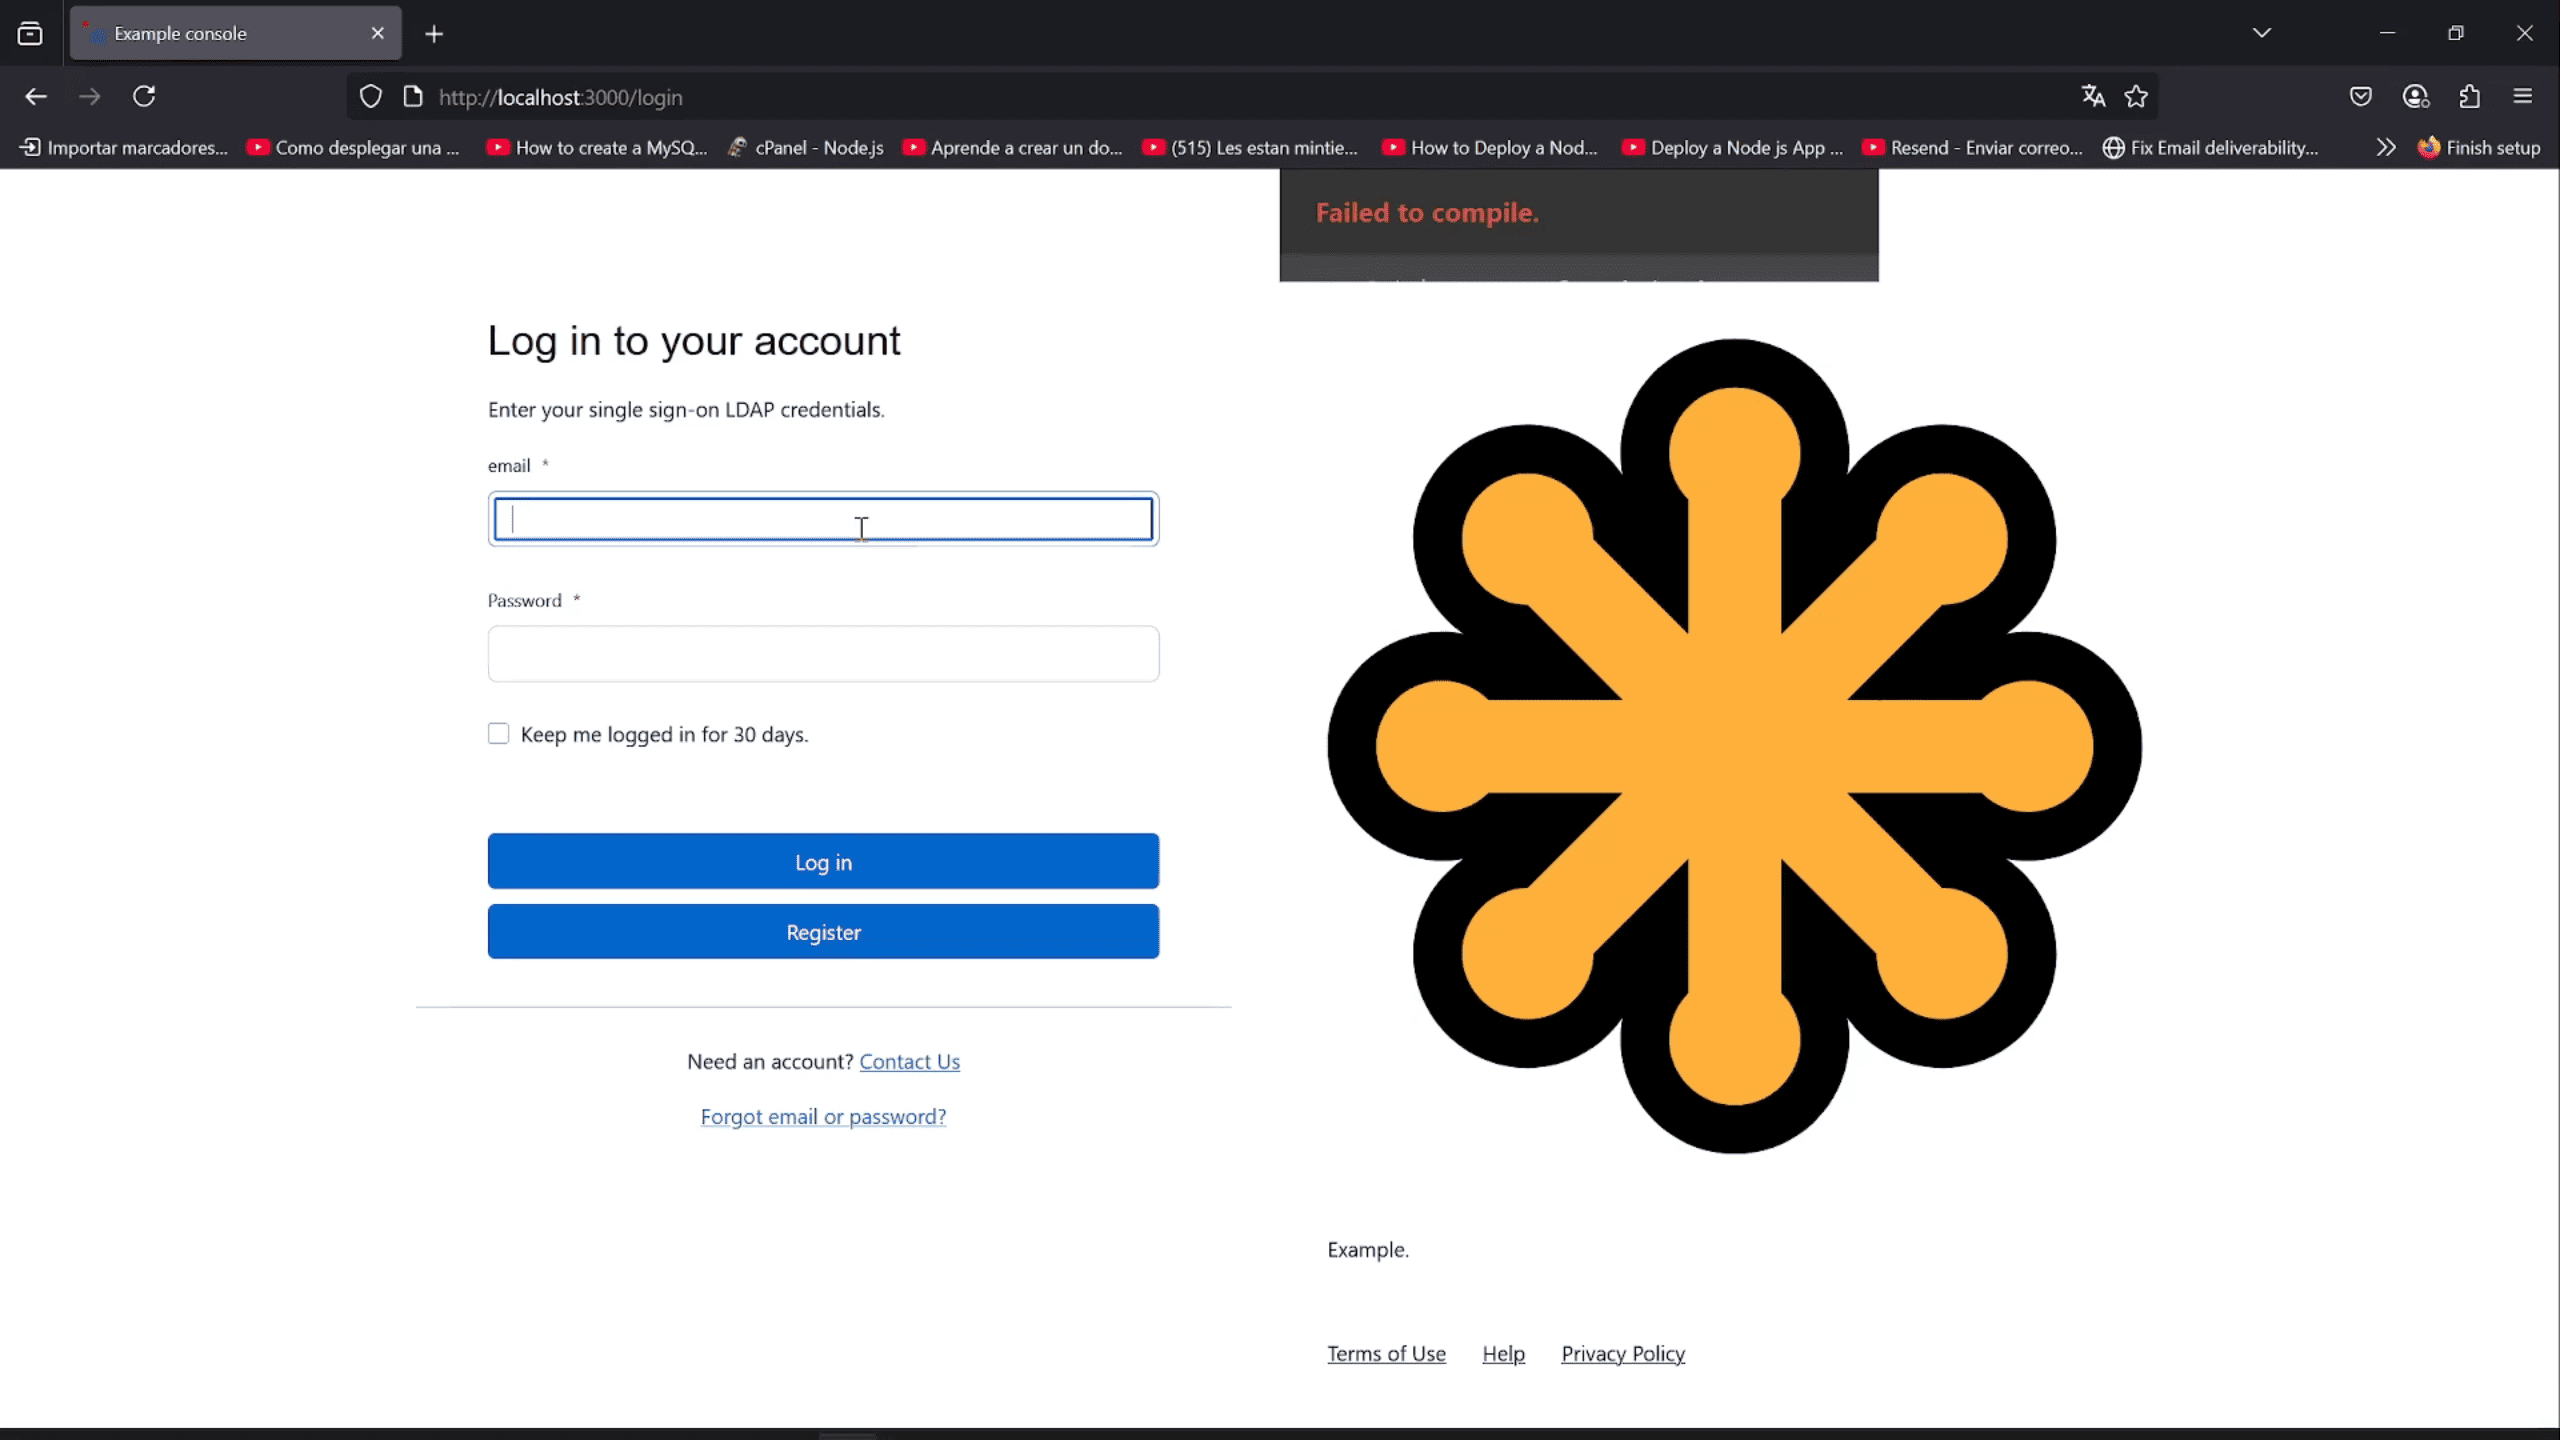 Example console
http://localhost:3000/login
Importar marcadores...
Como desplegar una ...
How to create a MySQ...
cPanel - Node.js
Aprende a crear un do...
(515) Les estan mintie...
How to Deploy a Nod...
Deploy a Node js App ...
Resend - Enviar correo...
Fix Email deliverability...
Finish setup
Failed to compile.
Log in to your account
Enter your single sign-on LDAP credentials.
email *
Password *
Keep me logged in for 30 days.
Log in
Register
Need an account? Contact Us
Forgot email or password?
Example.
Terms of Use Help Privacy Policy